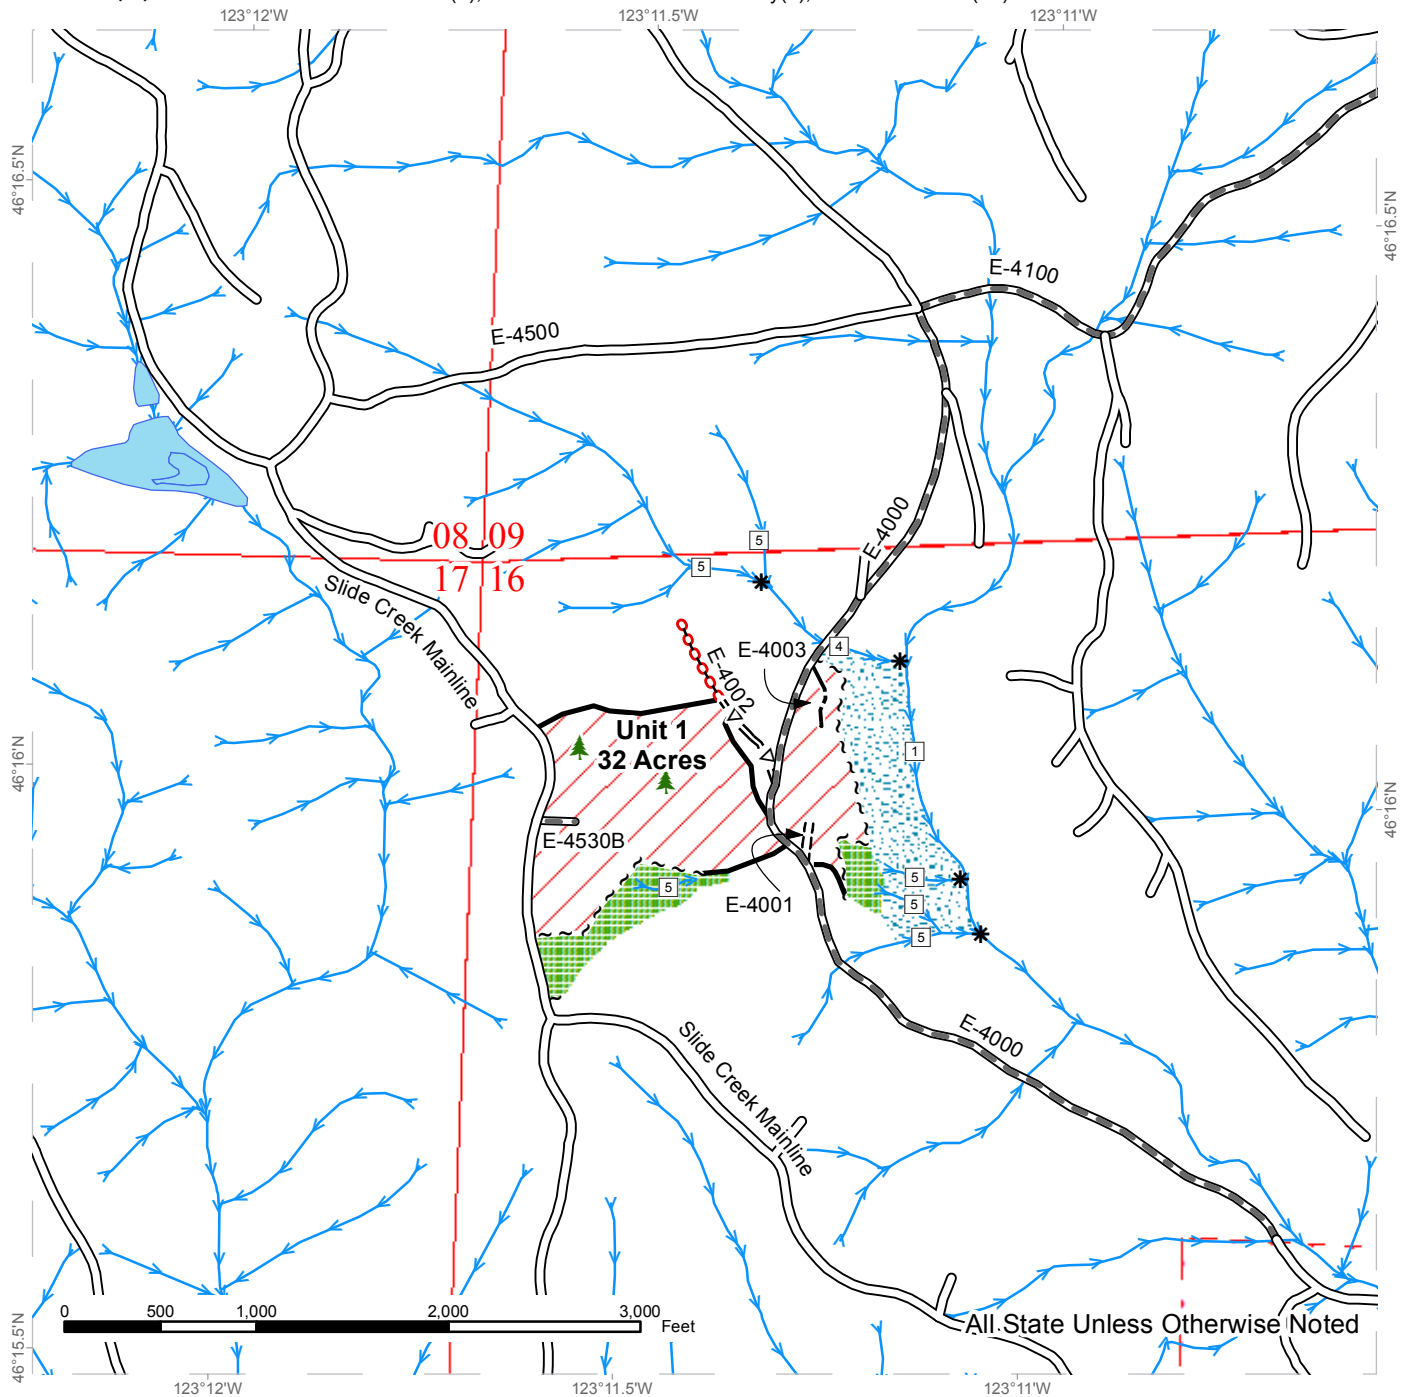 123°12'W
123°11.5'W
123°11'W
46°16.5'N
46°16.5'N
E-4100
E-4500
E-4000
08 09
17 16
5
5
Slide Creek Mainline
4
E-4003
E-4002
Unit 1
32 Acres
1
46°16'N
46°16'N
E-4530B
5
5
5
E-4001
5
E-4000
Slide Creek Mainline
0 500 1,000 2,000 3,000
Feet
All State Unless Otherwise Noted
46°15.5'N
123°12'W
123°11.5'W
123°11'W